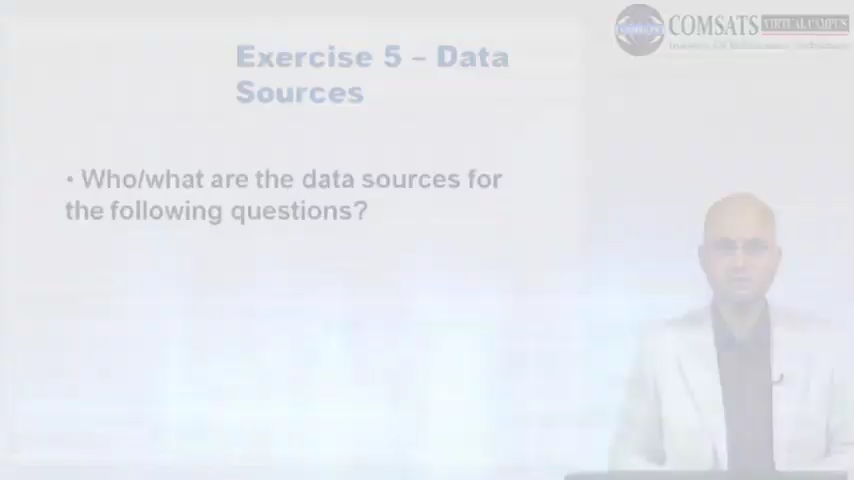 COMSATS VIRTUAL CAMPUS
Exercise 5 – Data
Sources
• Who/what are the data sources for
the following questions?